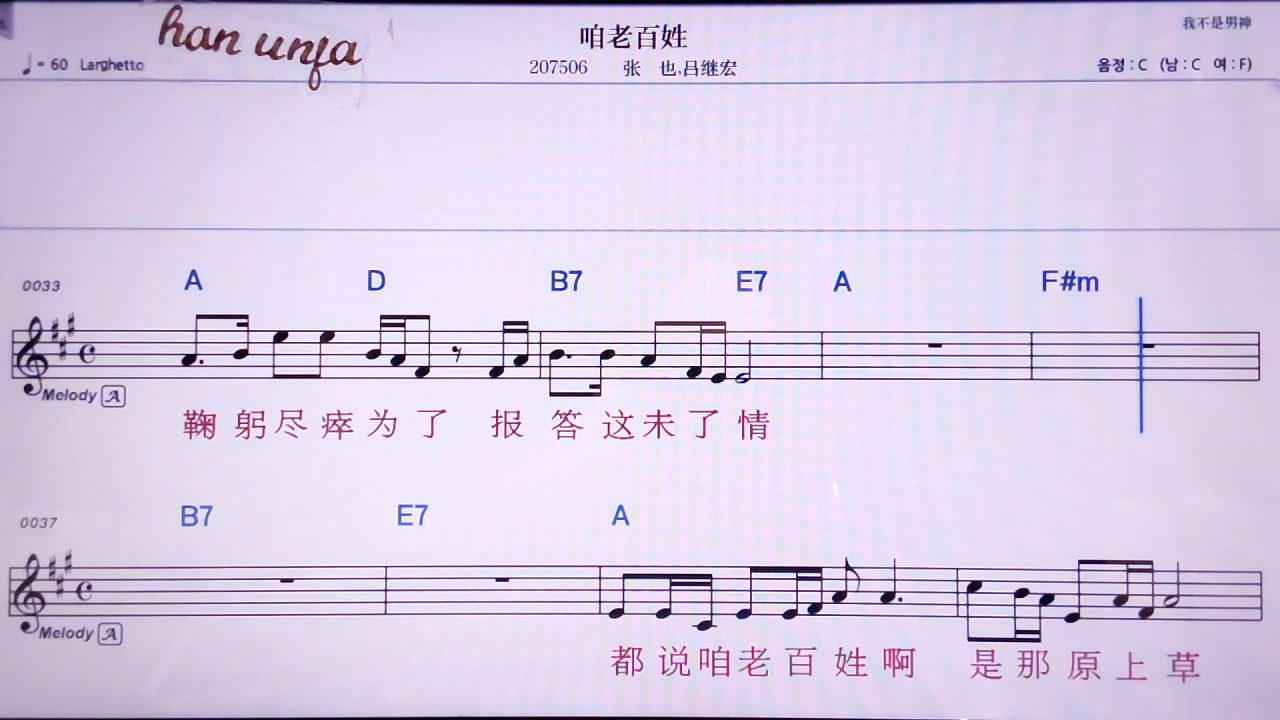 han unfa
咱老百姓
我不是男神
♩= 60 Larghetto
207506 张 也,吕继宏
음정 : C (남 : C 여 : F)
0033 A D B7 E7 A F#m
Melody A
鞠躬尽瘁为了 报答这未了情
0037 B7 E7 A
Melody A
都说咱老百姓啊 是那原上草